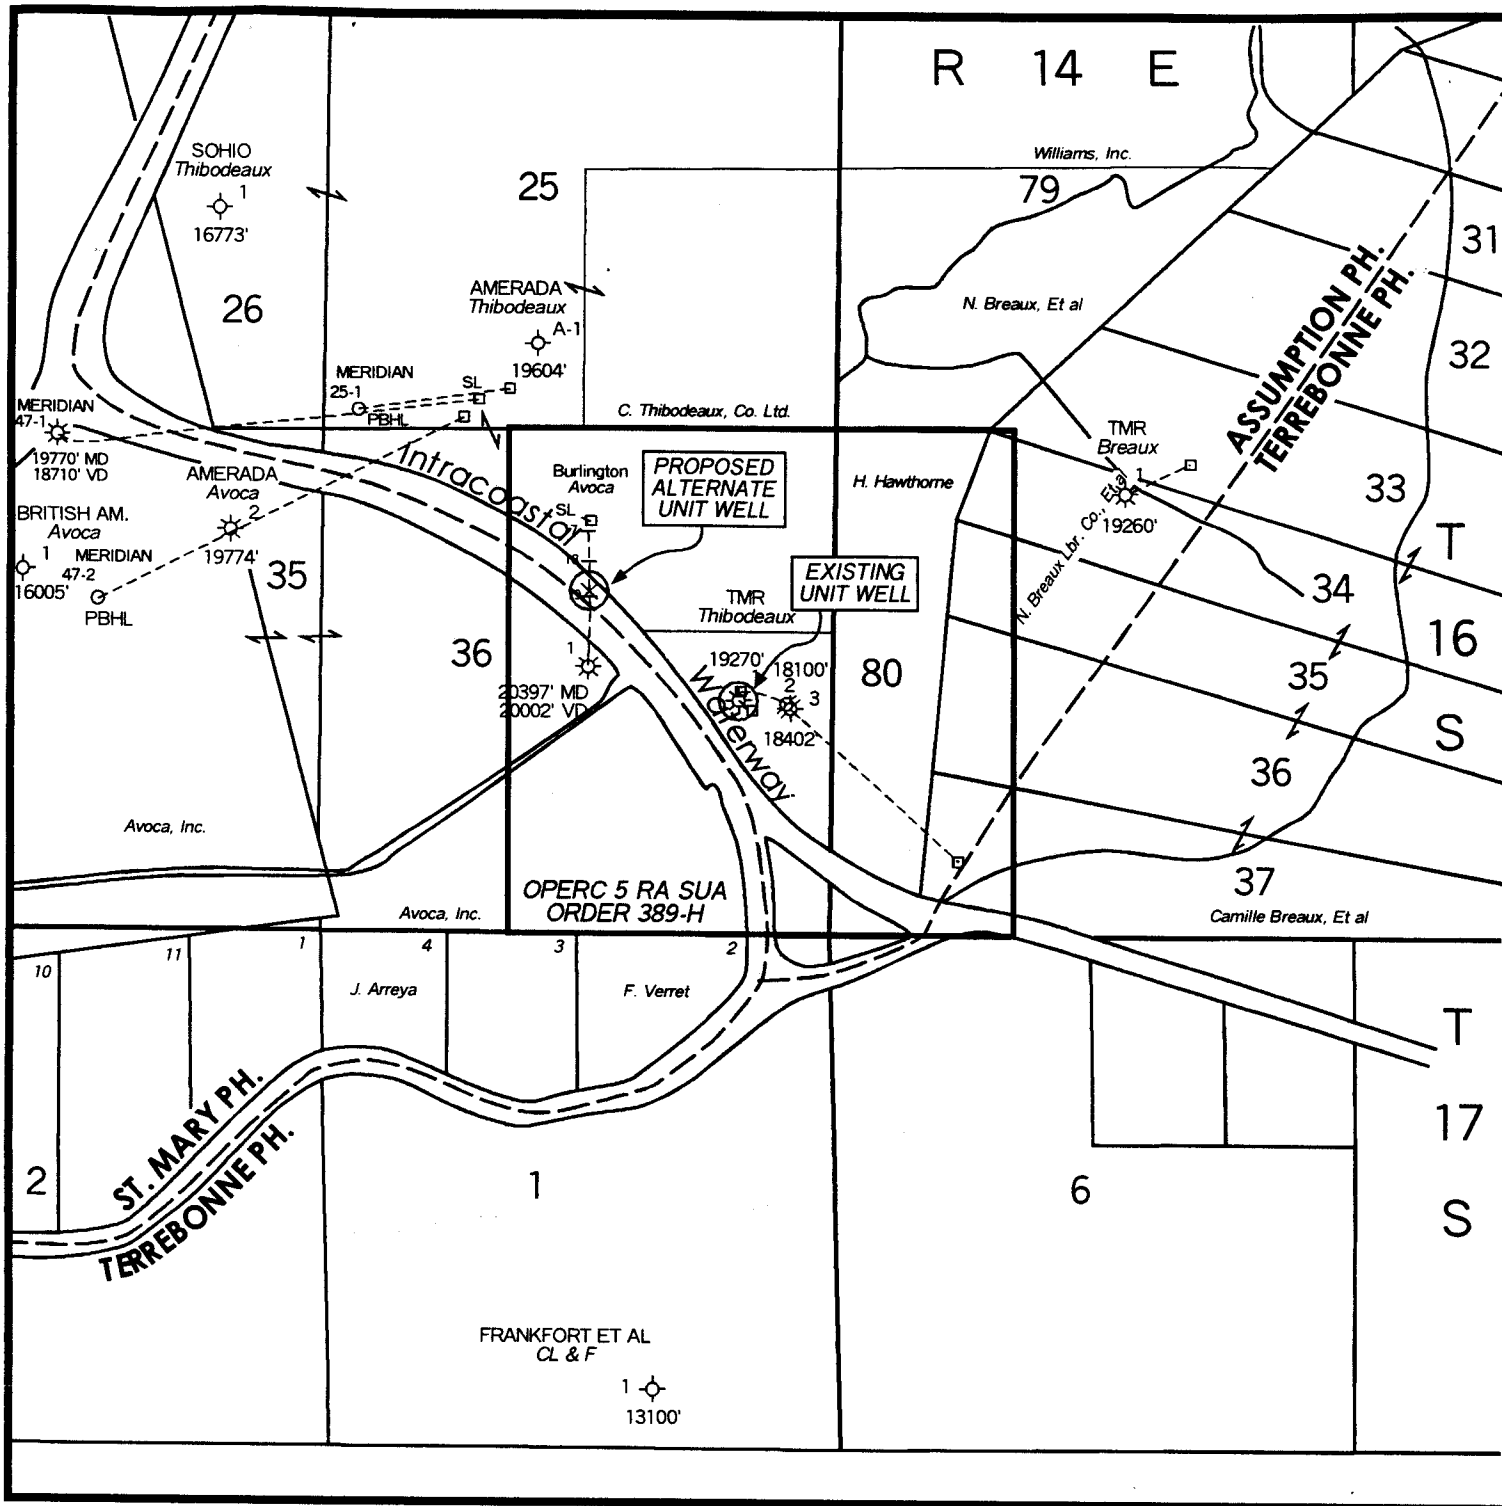 R 14 E
SOHIO
Thibodeaux
1
16773'
25
Williams, Inc.
79
31
26
AMERADA
Thibodeaux
A-1
19604'
N. Breaux, Et al
ASSUMPTION PH.
TERREBONNE PH.
32
MERIDIAN
25-1
SL
PBHL
C. Thibodeaux, Co. Ltd.
MERIDIAN
47-1
19770' MD
18710' VD
AMERADA
Avoca
2
19774'
Intracoastal
Waterway
Burlington
Avoca
SL
PROPOSED
ALTERNATE
UNIT WELL
H. Hawthorne
TMR
Breaux
1
19260'
N. Breaux Lbr. Co., Et al
33
BRITISH AM.
Avoca
1
16005'
MERIDIAN
47-2
PBHL
35
EXISTING
UNIT WELL
TMR
Thibodeaux
34
T
16
S
36
1
20397' MD
20002' VD
19270'
1
18100'
2
3
18402'
80
35
36
Avoca, Inc.
OPERC 5 RA SUA
ORDER 389-H
Avoca, Inc.
37
Camille Breaux, Et al
10
11
1
4
3
2
J. Arreya
F. Verret
T
17
S
ST. MARY PH.
TERREBONNE PH.
2
1
6
FRANKFORT ET AL
CL & F
1
13100'